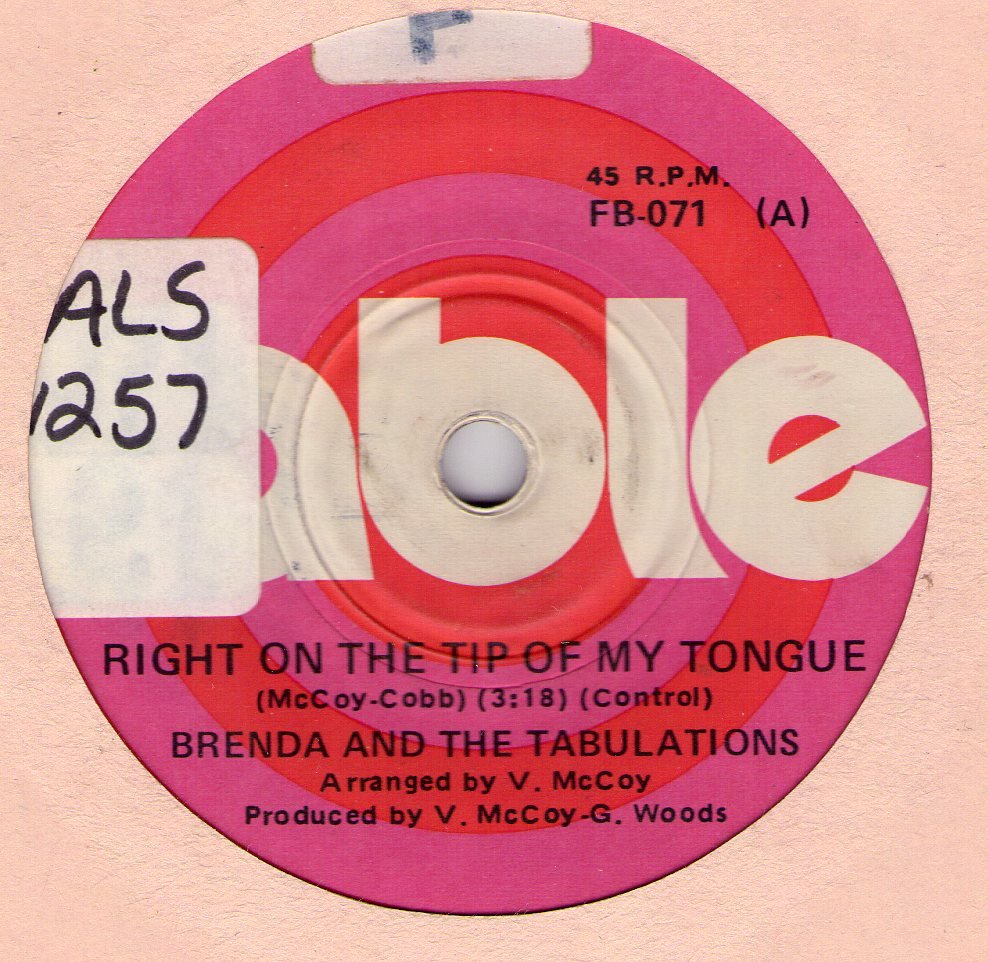 45 R.P.M.
FB-071 (A)
ALS
1257
able
RIGHT ON THE TIP OF MY TONGUE
(McCoy-Cobb) (3:18) (Control)
BRENDA AND THE TABULATIONS
Arranged by V. McCoy
Produced by V. McCoy-G. Woods